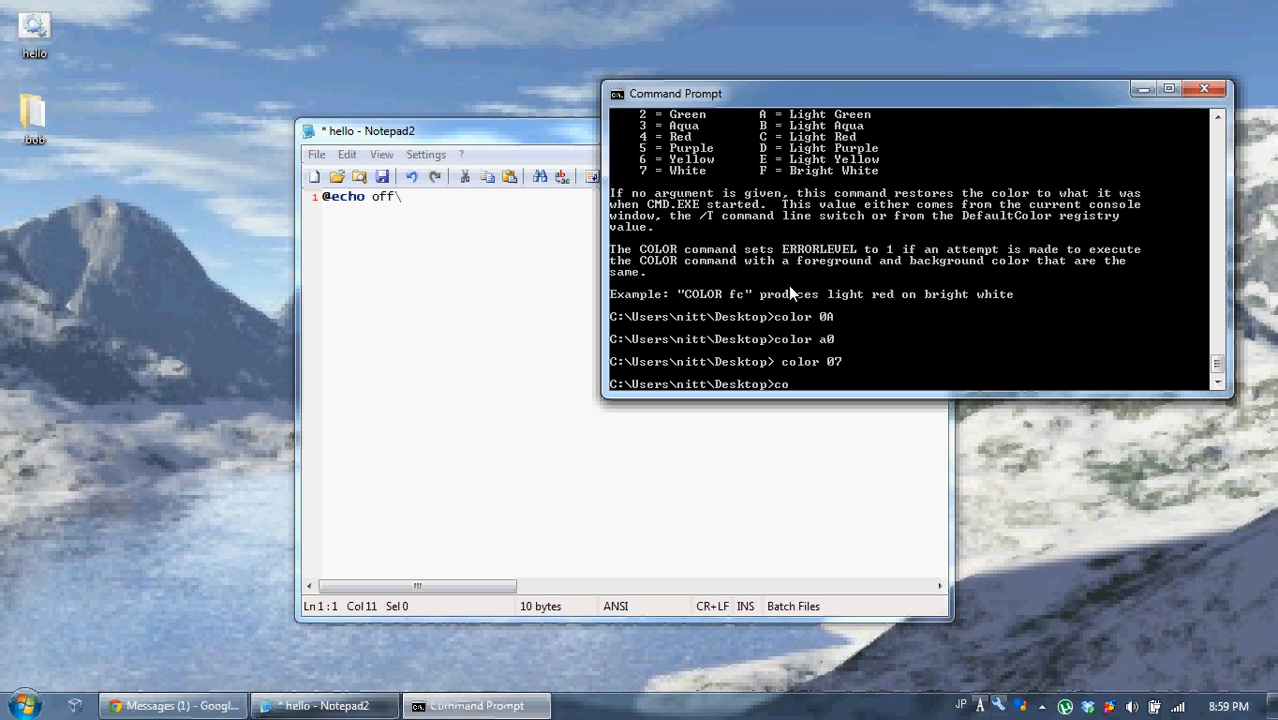 hello
bob
* hello - Notepad2
File Edit View Settings ?
1 @echo off\
Ln 1 : 1 Col 11 Sel 0 10 bytes ANSI CR+LF INS Batch Files
Command Prompt
2 = Green A = Light Green
3 = Aqua B = Light Aqua
4 = Red C = Light Red
5 = Purple D = Light Purple
6 = Yellow E = Light Yellow
7 = White F = Bright White
If no argument is given, this command restores the color to what it was
when CMD.EXE started. This value either comes from the current console
window, the /T command line switch or from the DefaultColor registry
value.
The COLOR command sets ERRORLEVEL to 1 if an attempt is made to execute
the COLOR command with a foreground and background color that are the
same.
Example: "COLOR fc" produces light red on bright white
C:\Users\nitt\Desktop>color 0A
C:\Users\nitt\Desktop>color a0
C:\Users\nitt\Desktop> color 07
C:\Users\nitt\Desktop>co
Messages (1) - Googl... * hello - Notepad2 Command Prompt JP A 8:59 PM